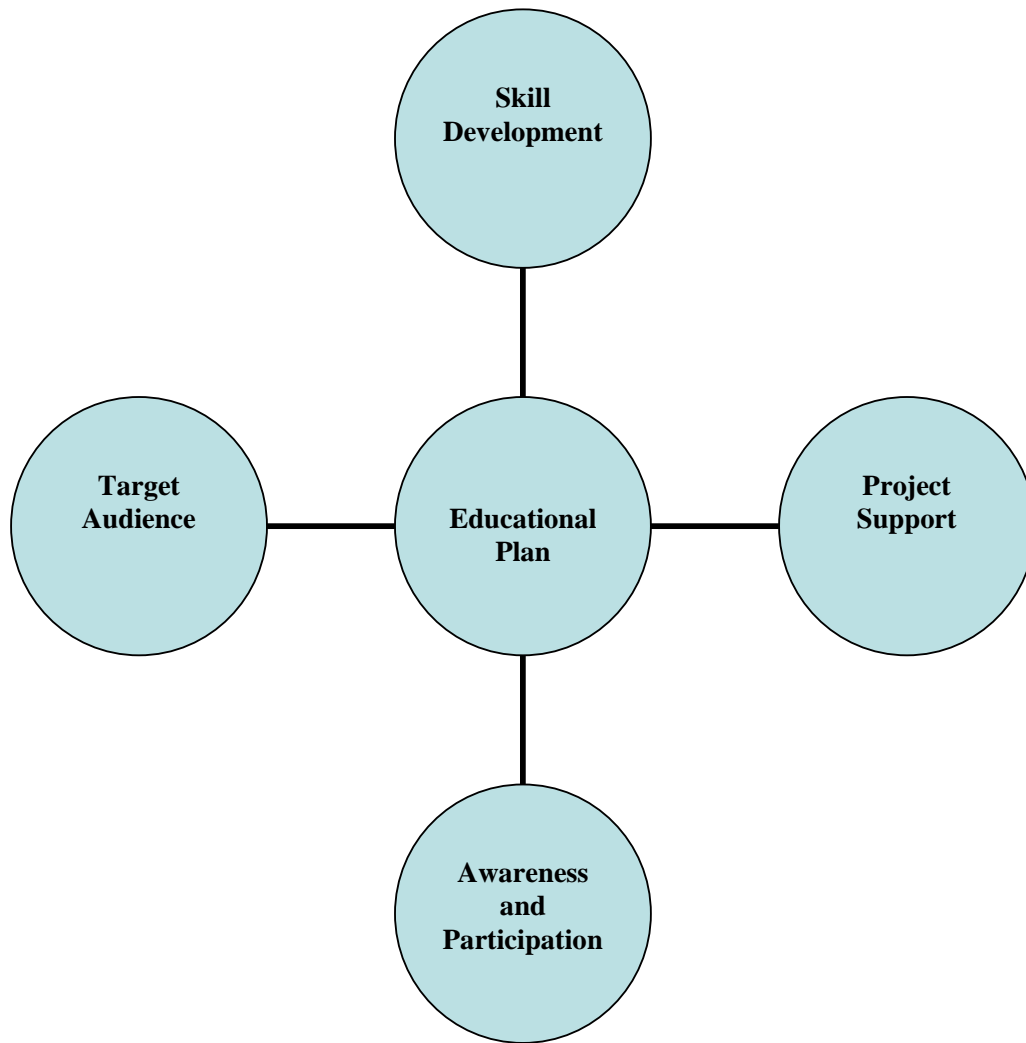 Skill
Development
Target
Audience
Educational
Plan
Project
Support
Awareness
and
Participation